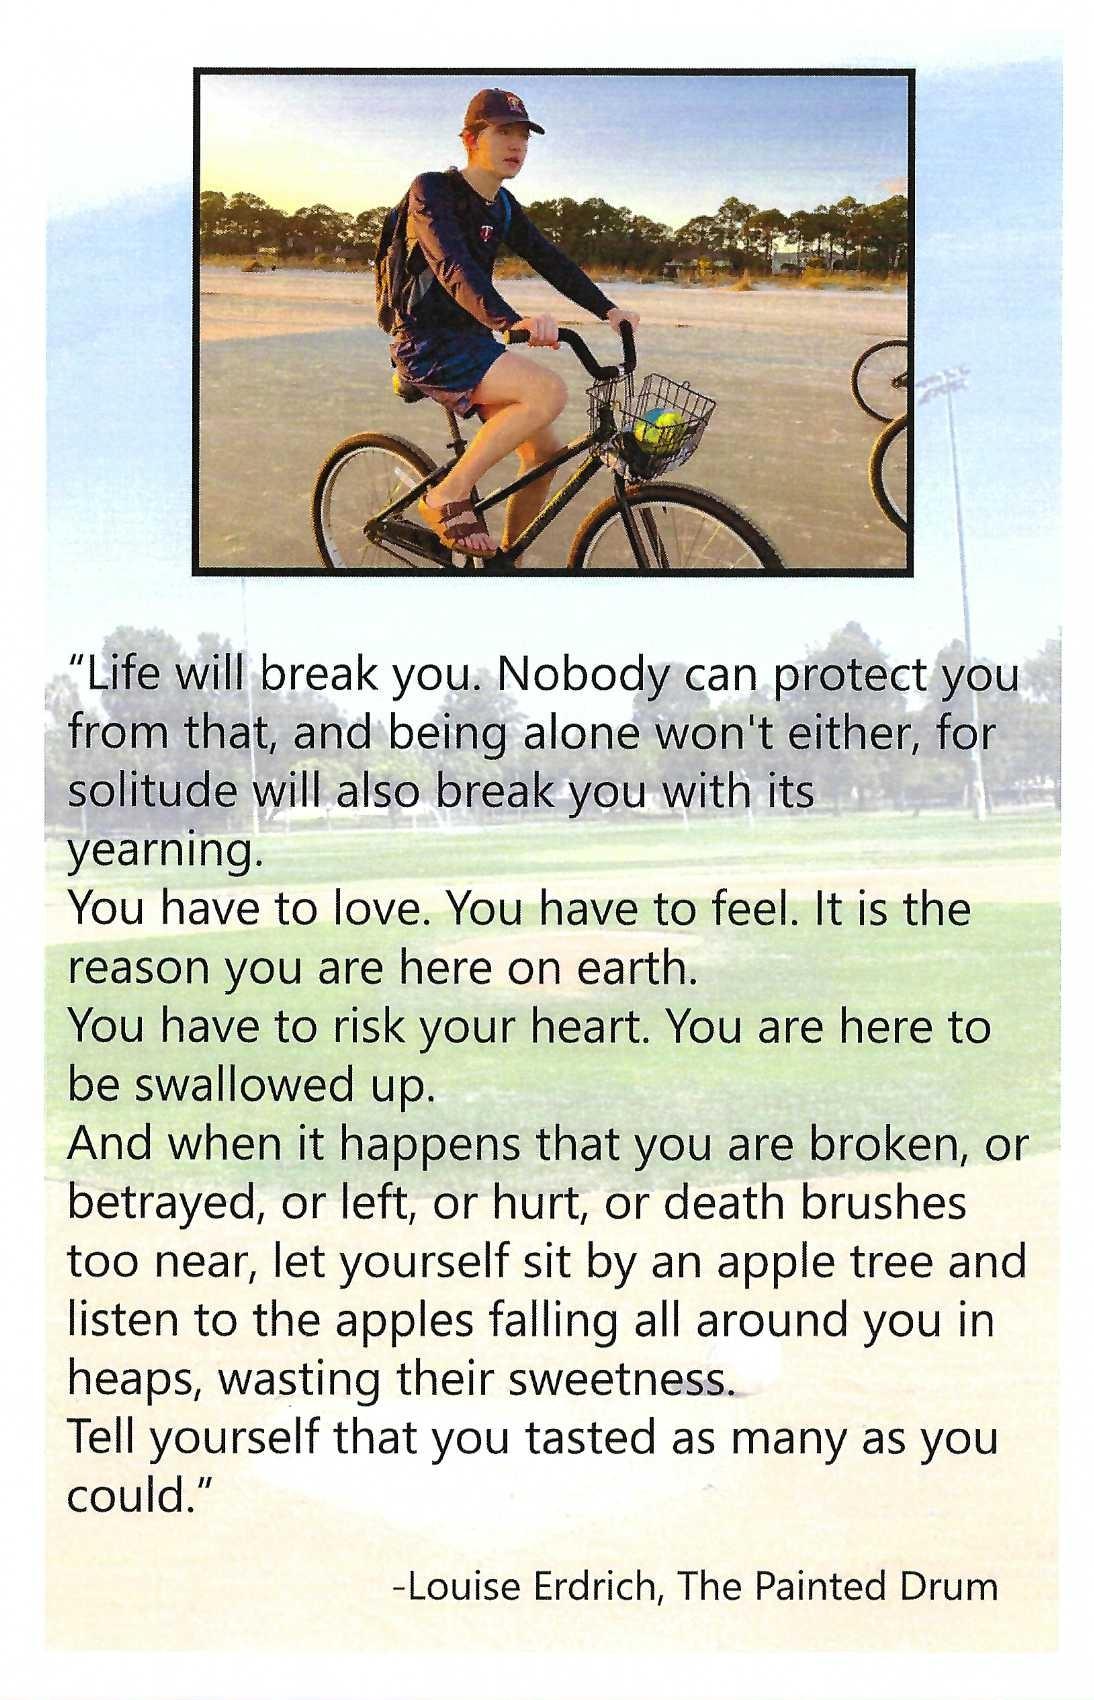 "Life will break you. Nobody can protect you
from that, and being alone won't either, for
solitude will also break you with its
yearning.
You have to love. You have to feel. It is the
reason you are here on earth.
You have to risk your heart. You are here to
be swallowed up.
And when it happens that you are broken, or
betrayed, or left, or hurt, or death brushes
too near, let yourself sit by an apple tree and
listen to the apples falling all around you in
heaps, wasting their sweetness.
Tell yourself that you tasted as many as you
could."
-Louise Erdrich, The Painted Drum